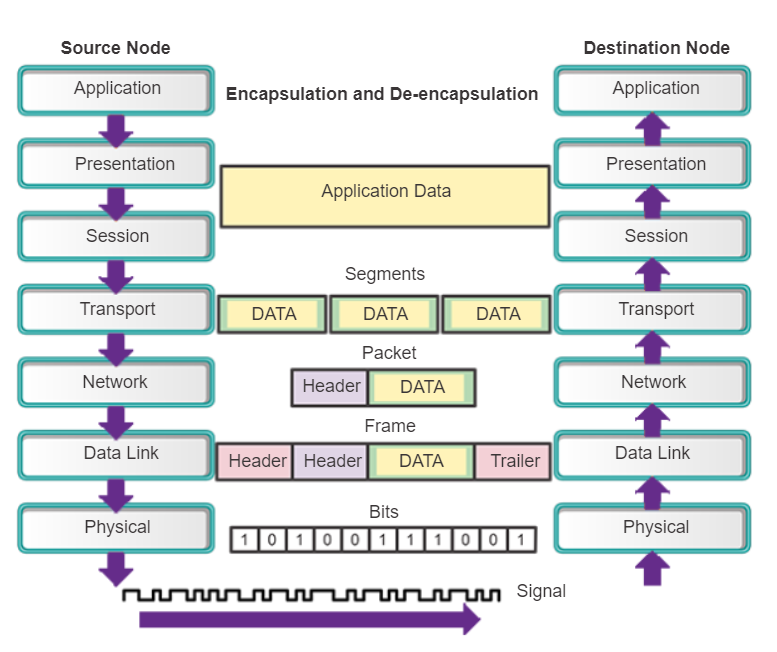 Source Node
Destination Node
Application
Encapsulation and De-encapsulation
Application
Presentation
Application Data
Presentation
Session
Session
Segments
Transport
DATA
DATA
DATA
Transport
Packet
Network
Header
DATA
Network
Frame
Data Link
Header
Header
DATA
Trailer
Data Link
Bits
Physical
1 0 1 0 0 1 1 1 0 0 1
Physical
Signal